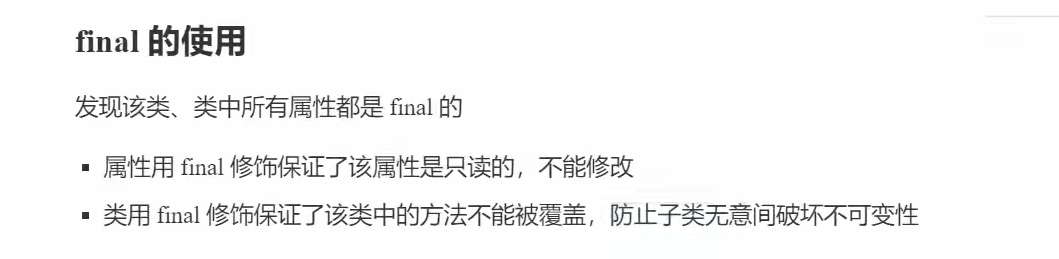 final 的使用
发现该类、类中所有属性都是 final 的
属性用 final 修饰保证了该属性是只读的，不能修改
类用 final 修饰保证了该类中的方法不能被覆盖，防止子类无意间破坏不可变性